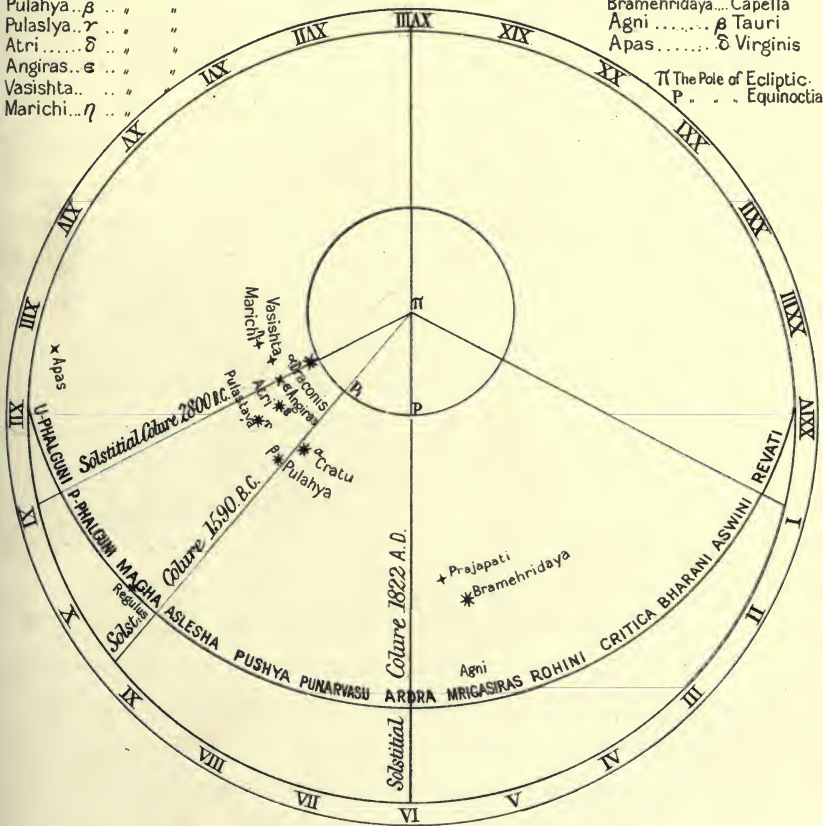 Pulahya..β .. „ „
Pulaslya..γ .. „ „
Atri......δ .. „ „
Angiras..ε .. „ „
Vasishta.. .. „ „
Marichi...η .. „
Bramehridaya.... Capella
Agni ....... β Tauri
Apas ....... δ Virginis
π The Pole of Ecliptic.
P. „ „ „ Equinoctia
XVIII
XIX
XX
XXI
XXII
XXIII
XXIV
I
II
III
IV
V
VI
VII
VIII
IX
X
XI
XII
XIII
XIV
XV
XVI
XVII
π
P
P₁
Apas
Vasishta
Marichi η
α Draconis
ε Angiras
Atri δ
Pulastava γ
α Cratu
β Pulahya
Prajapati
Bramehridaya
Agni
Regulus
Solstitial Colure 2800 B.C.
Solst. Colure 1590. B.C.
Solstitial Colure 1822 A.D.
U-PHALGUNI P-PHALGUNI MAGHA ASLESHA PUSHYA PUNARVASU ARDRA MRIGASIRAS ROHINI CRITICA BHARANI ASWINI REVATI